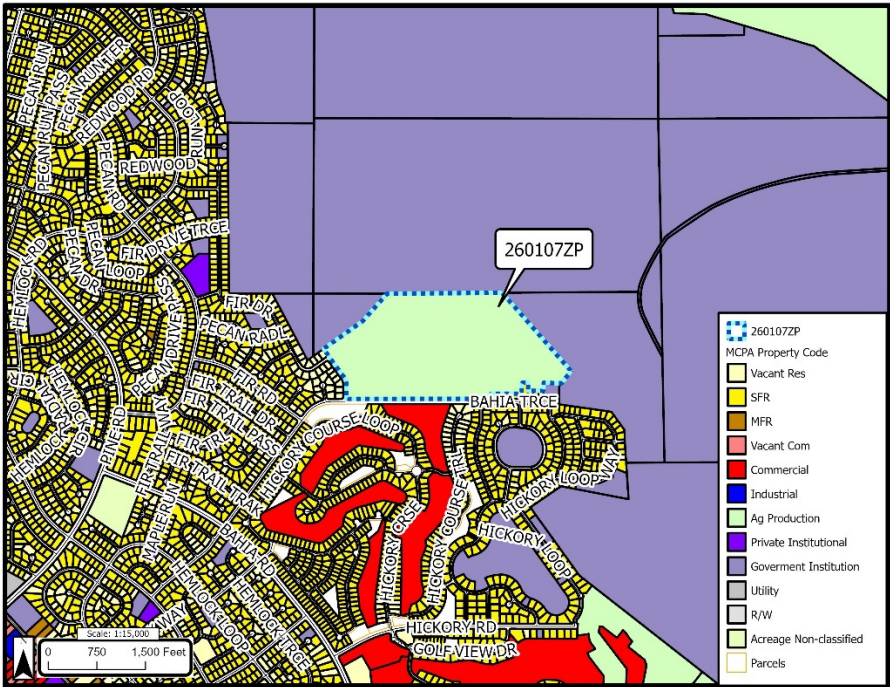 PECAN RUN
PECAN RUN PASS
PECAN RUN TER
REDWOOD RD
PECAN RD
REDWOOD
RUN
LOOP
HEMLOCK RD
PECAN DR
PECAN
LOOP
FIR DRIVE TRCE
PECAN DRIVE PASS
FIR DR
PECAN RADL
FIR RD
FIR TRAIL DR
FIR TRAIL PASS
FIR TRL
FIR TRAIL TRAK
PINE RD
CIR
HICKORY COURSE LOOP
BAHIA TRCE
HICKORY LOOP WAY
HICKORY LOOP
HICKORY COURSE TRL
HICKORY RD
GOLF VIEW DR
BAHIA RD
HEMLOCK LOOP
HEMLOCK TRCE
WAY
260107ZP
260107ZP
MCPA Property Code
Vacant Res
SFR
MFR
Vacant Com
Commercial
Industrial
Ag Production
Private Institutional
Goverment Institution
Utility
R/W
Acreage Non-classified
Parcels
Scale: 1:15,000
0 750 1,500 Feet